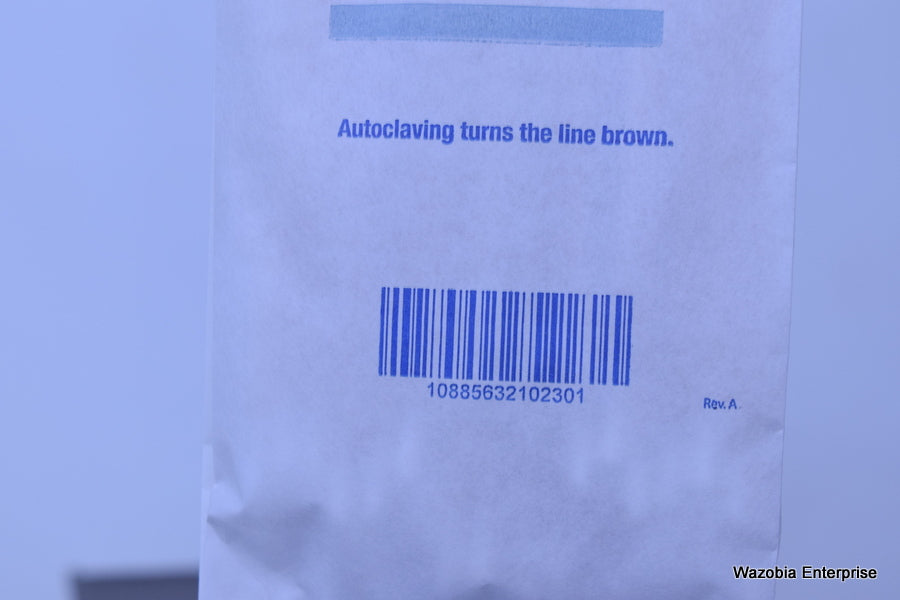 Autoclaving turns the line brown.
10885632102301
Rev. A.
Wazobia Enterprise